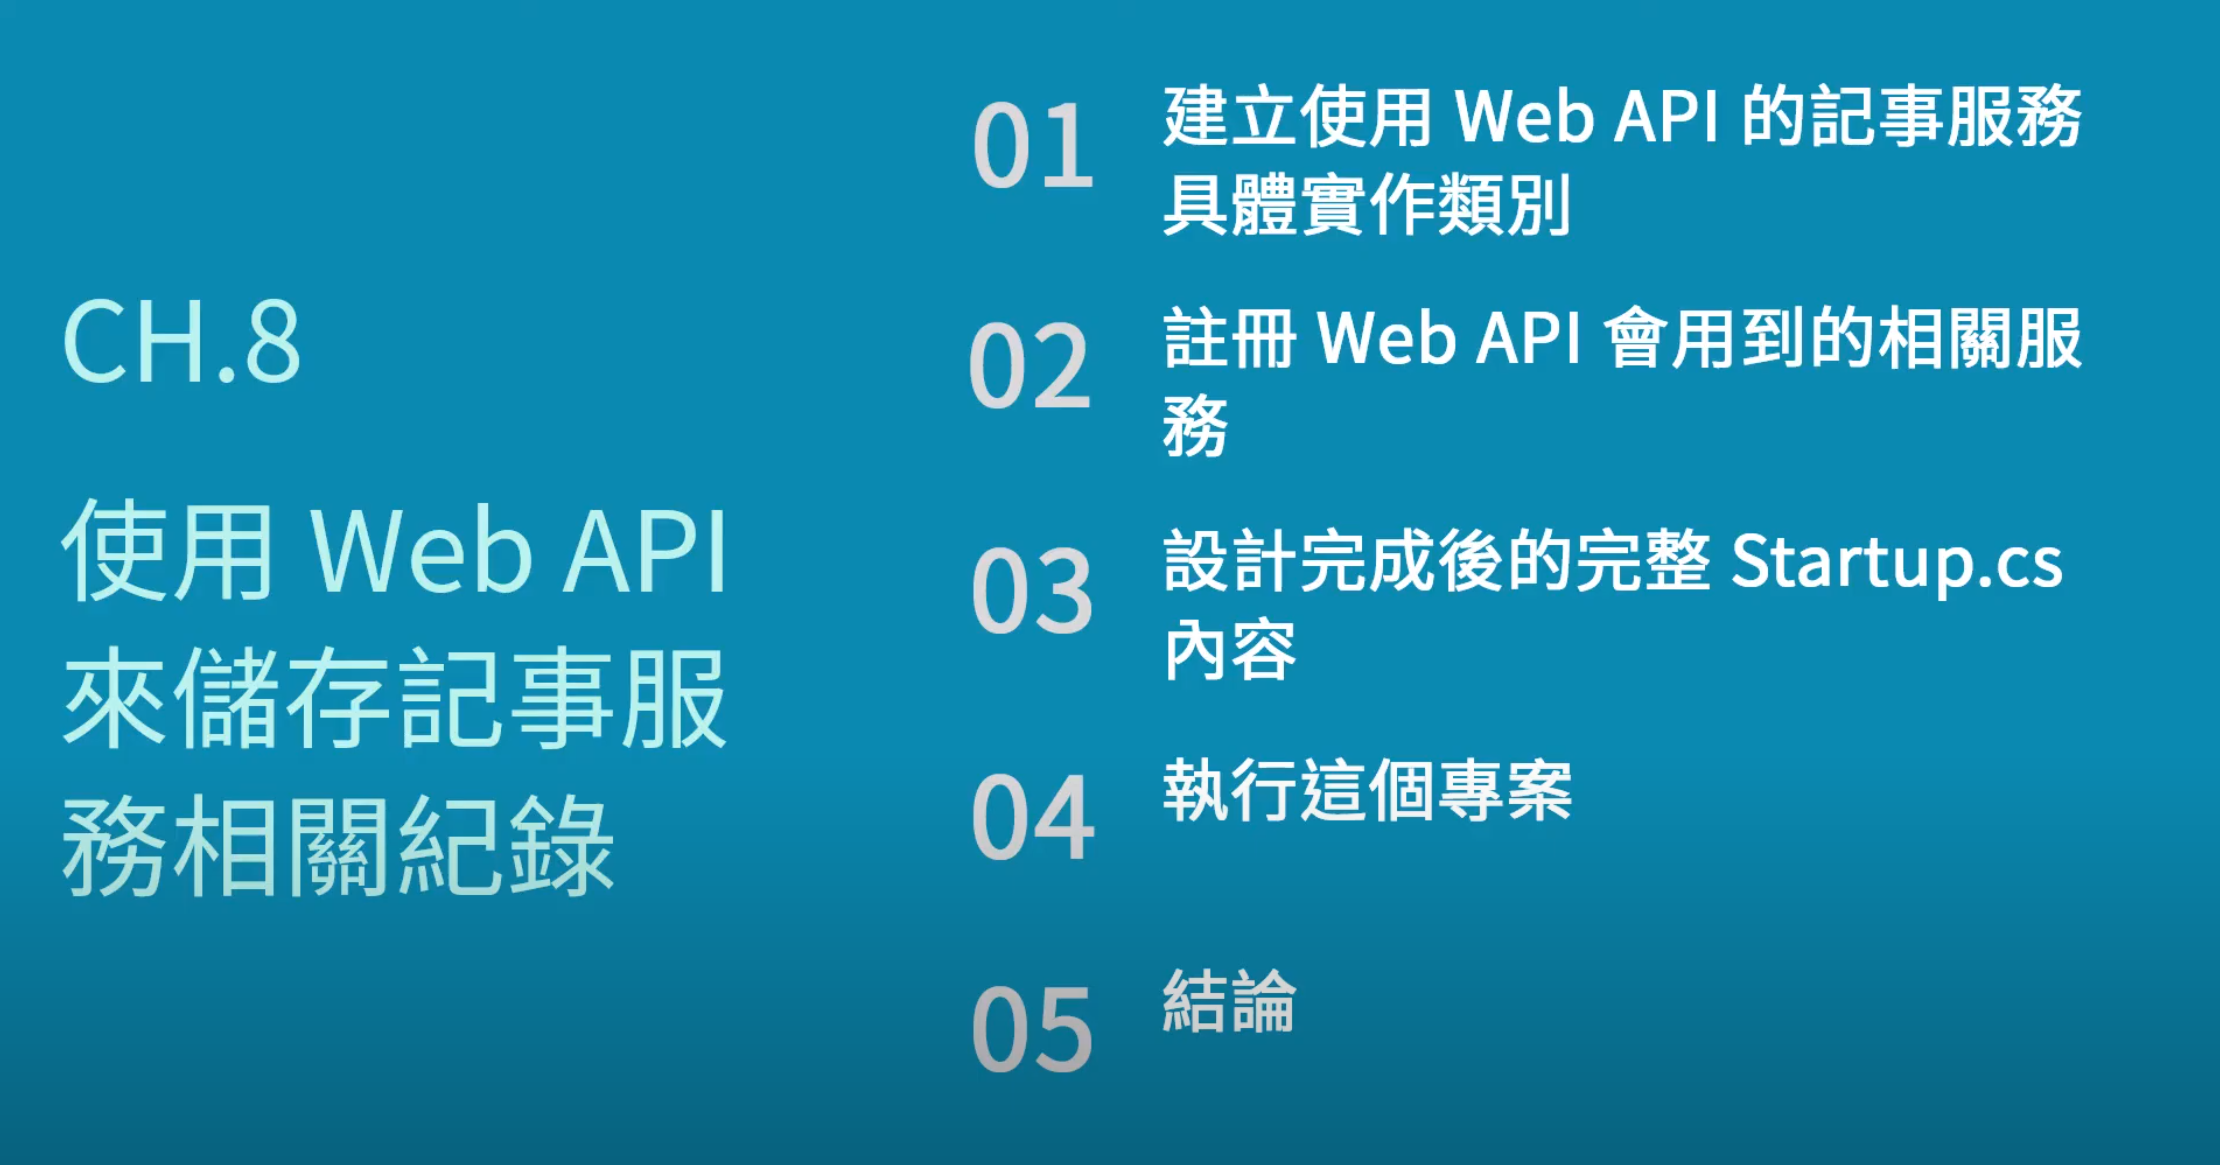 CH.8
使用 Web API
來儲存記事服
務相關紀錄
01
建立使用 Web API 的記事服務
具體實作類別
02
註冊 Web API 會用到的相關服
務
03
設計完成後的完整 Startup.cs
內容
04
執行這個專案
05
結論